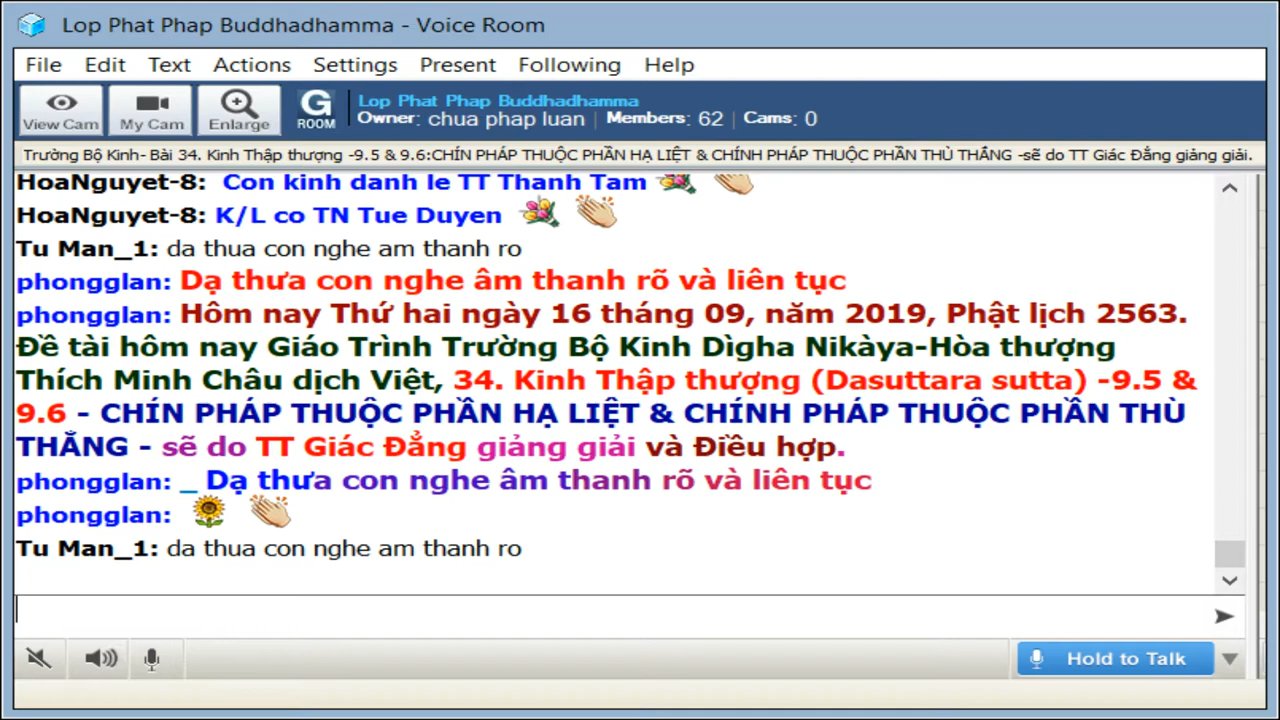 Lop Phat Phap Buddhadhamma - Voice Room
File Edit Text Actions Settings Present Following Help
View Cam My Cam Enlarge G ROOM Lop Phat Phap Buddhadhamma
Owner: chua phap luan | Members: 62 | Cams: 0
Trường Bộ Kinh- Bài 34. Kinh Thập thượng -9.5 & 9.6:CHÍN PHÁP THUỘC PHẦN HẠ LIỆT & CHÍNH PHÁP THUỘC PHẦN THÙ THẮNG -sẽ do TT Giác Đẳng giảng giải.
HoaNguyet-8: Con kinh danh le TT Thanh Tam
HoaNguyet-8: K/L co TN Tue Duyen
Tu Man_1: da thua con nghe am thanh ro
phongglan: Dạ thưa con nghe âm thanh rõ và liên tục
phongglan: Hôm nay Thứ hai ngày 16 tháng 09, năm 2019, Phật lịch 2563.
Đề tài hôm nay Giáo Trình Trường Bộ Kinh Dìgha Nikàya-Hòa thượng
Thích Minh Châu dịch Việt, 34. Kinh Thập thượng (Dasuttara sutta) -9.5 &
9.6 - CHÍN PHÁP THUỘC PHẦN HẠ LIỆT & CHÍNH PHÁP THUỘC PHẦN THÙ
THẮNG - sẽ do TT Giác Đẳng giảng giải và Điều hợp.
phongglan: _ Dạ thưa con nghe âm thanh rõ và liên tục
phongglan:
Tu Man_1: da thua con nghe am thanh ro
Hold to Talk